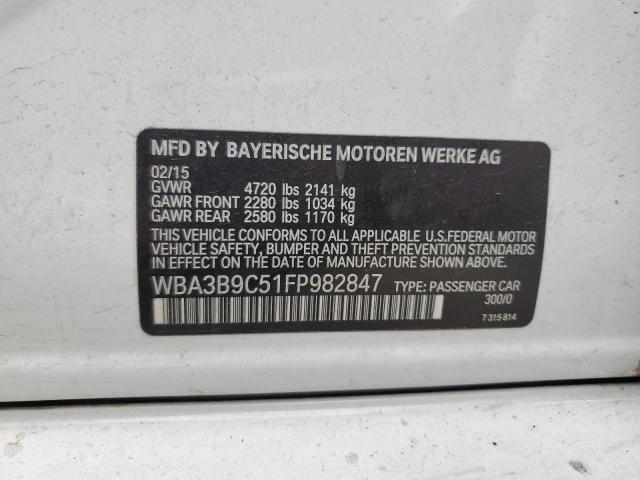 MFD BY BAYERISCHE MOTOREN WERKE AG
02/15
GVWR 4720 lbs 2141 kg
GAWR FRONT 2280 lbs 1034 kg
GAWR REAR 2580 lbs 1170 kg
THIS VEHICLE CONFORMS TO ALL APPLICABLE U.S.FEDERAL MOTOR
VEHICLE SAFETY, BUMPER AND THEFT PREVENTION STANDARDS
IN EFFECT ON THE DATE OF MANUFACTURE SHOWN ABOVE.
WBA3B9C51FP982847 TYPE: PASSENGER CAR
300/0
7315814